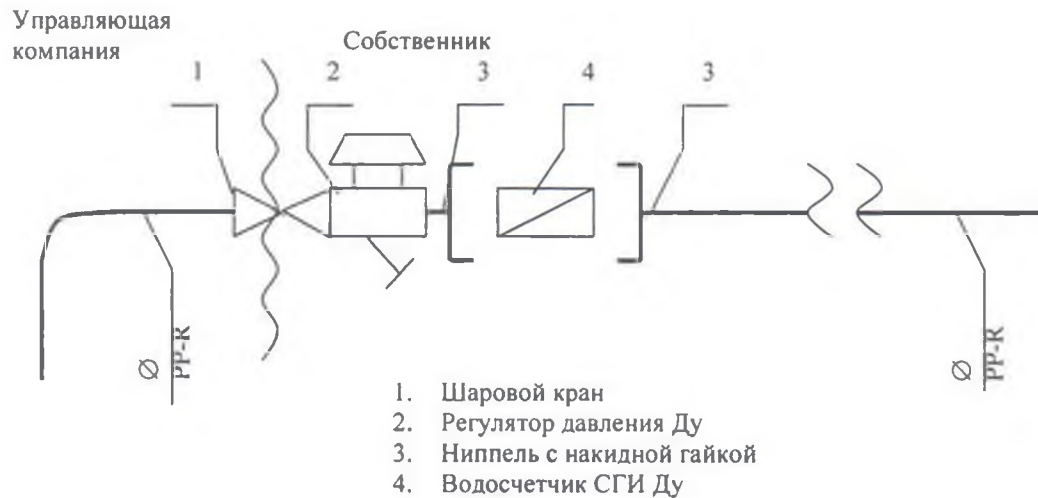 Управляющая
компания
Собственник
1
2
3
4
3
Ø PP-R
Ø PP-R
1. Шаровой кран
2. Регулятор давления Ду
3. Ниппель с накидной гайкой
4. Водосчетчик СГИ Ду